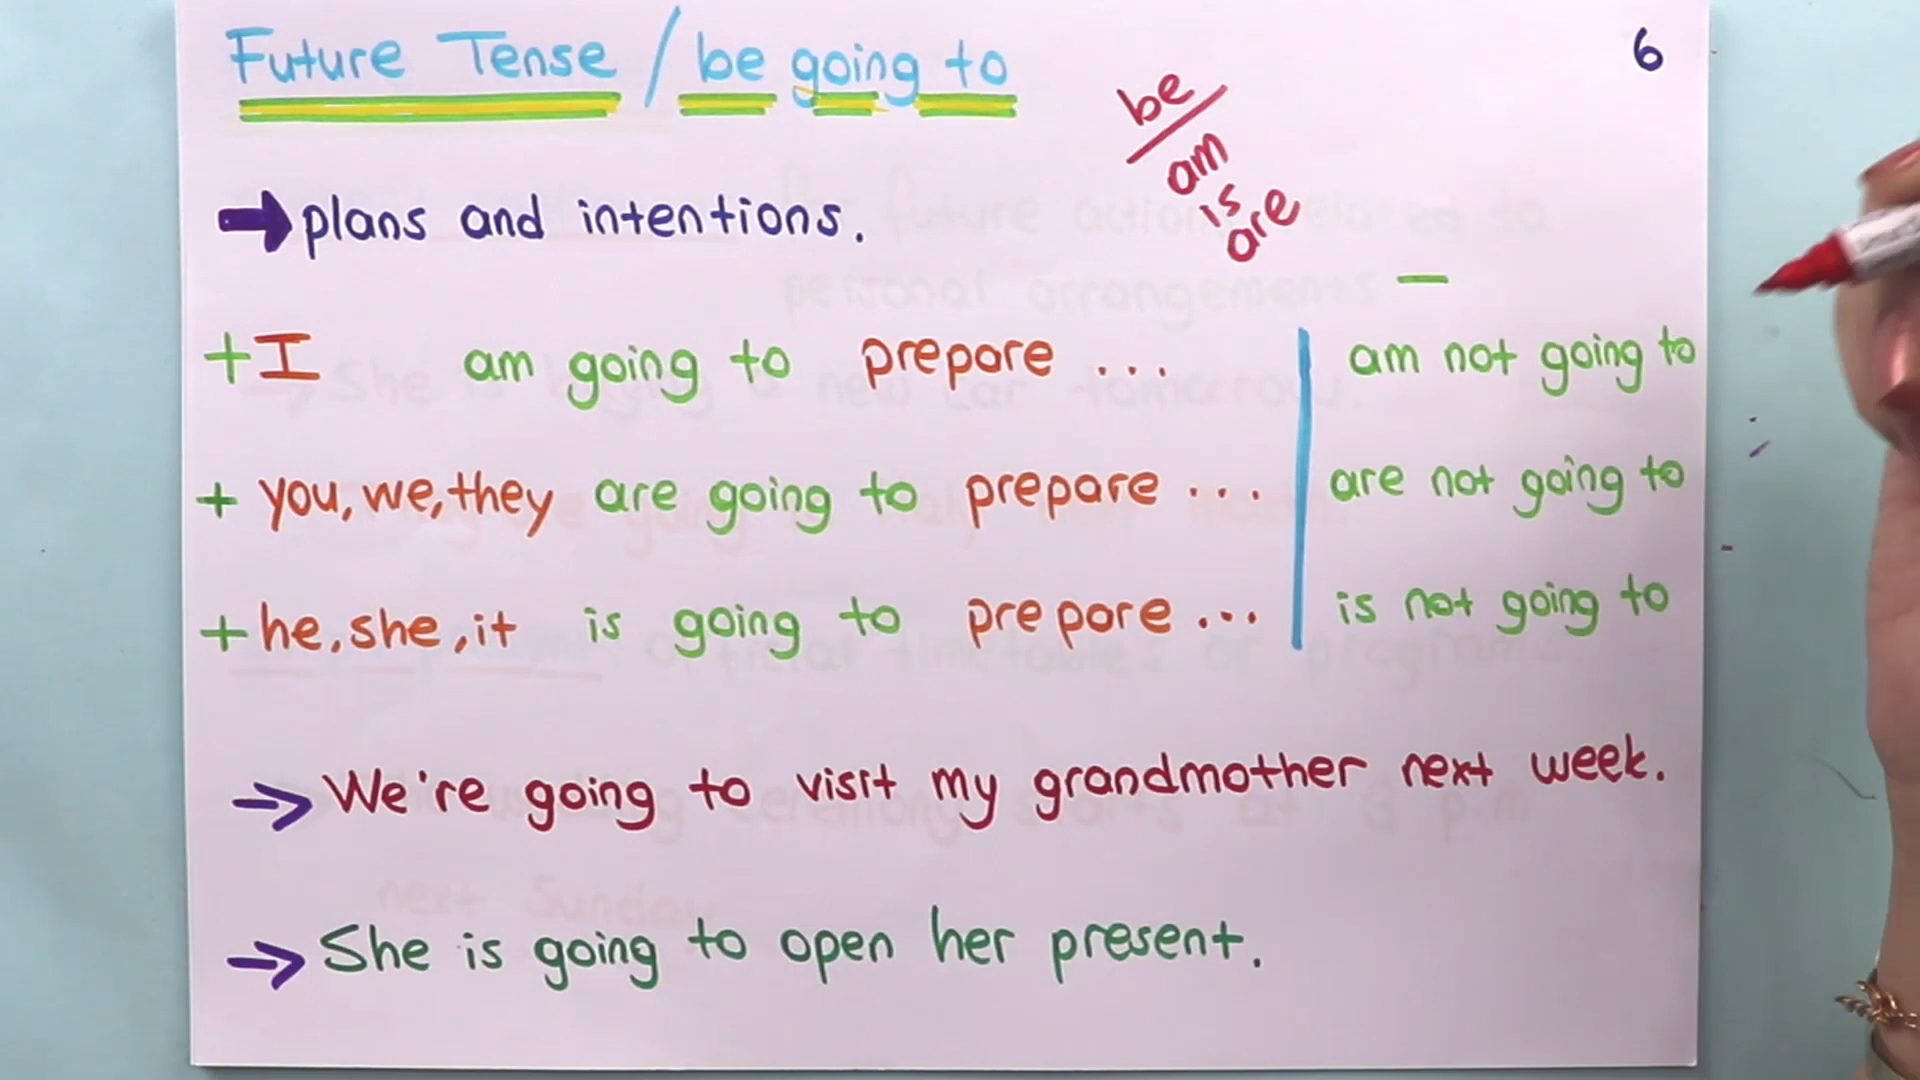 Future Tense / be going to
6
be
am
is
are
plans and intentions.
−
+ I am going to prepare ... am not going to
+ you, we, they are going to prepare ... are not going to
+ he, she, it is going to prepare ... is not going to
We're going to visit my grandmother next week.
She is going to open her present.